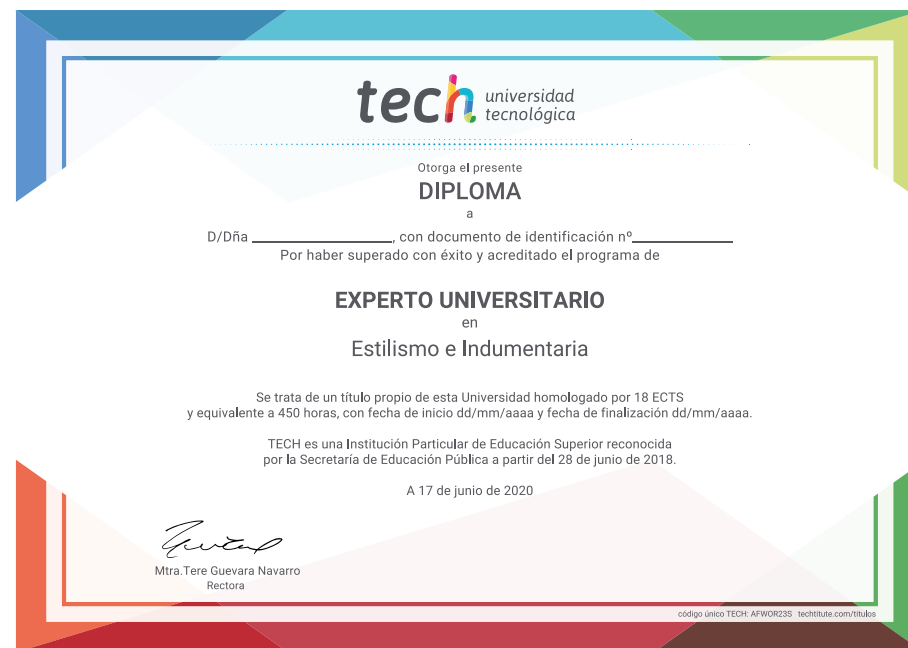 tech universidad
tecnológica
Otorga el presente
DIPLOMA
a
D/Dña ____________________, con documento de identificación nº______________
Por haber superado con éxito y acreditado el programa de
EXPERTO UNIVERSITARIO
en
Estilismo e Indumentaria
Se trata de un título propio de esta Universidad homologado por 18 ECTS
y equivalente a 450 horas, con fecha de inicio dd/mm/aaaa y fecha de finalización dd/mm/aaaa.
TECH es una Institución Particular de Educación Superior reconocida
por la Secretaría de Educación Pública a partir del 28 de junio de 2018.
A 17 de junio de 2020
Mtra.Tere Guevara Navarro
Rectora
código único TECH: AFWOR23S techtitute.com/titulos